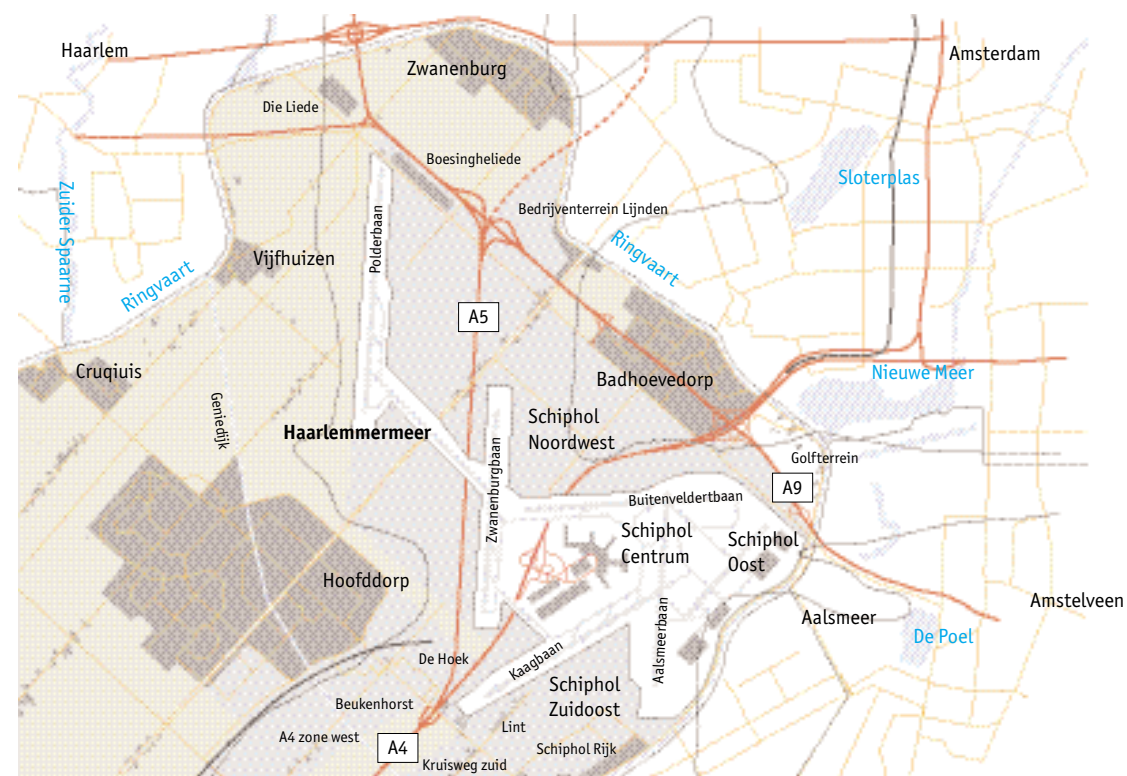 Haarlem
Amsterdam
Zwanenburg
Die Liede
Boesingheliede
Sloterplas
Zuider Spaarne
Bedrijventerrein Lijnden
Polderbaan
Ringvaart
Vijfhuizen
Ringvaart
A5
Cruqiuis
Badhoevedorp
Nieuwe Meer
Geniedijk
Haarlemmermeer
Schiphol
Noordwest
Golfterrein
A9
Zwanenburgbaan
Buitenveldertbaan
Schiphol
Centrum
Schiphol
Oost
Hoofddorp
Amstelveen
Aalsmeer
De Poel
Aalsmeerbaan
Kaagbaan
De Hoek
Schiphol
Zuidoost
Beukenhorst
Lint
A4 zone west
A4
Schiphol Rijk
Kruisweg zuid